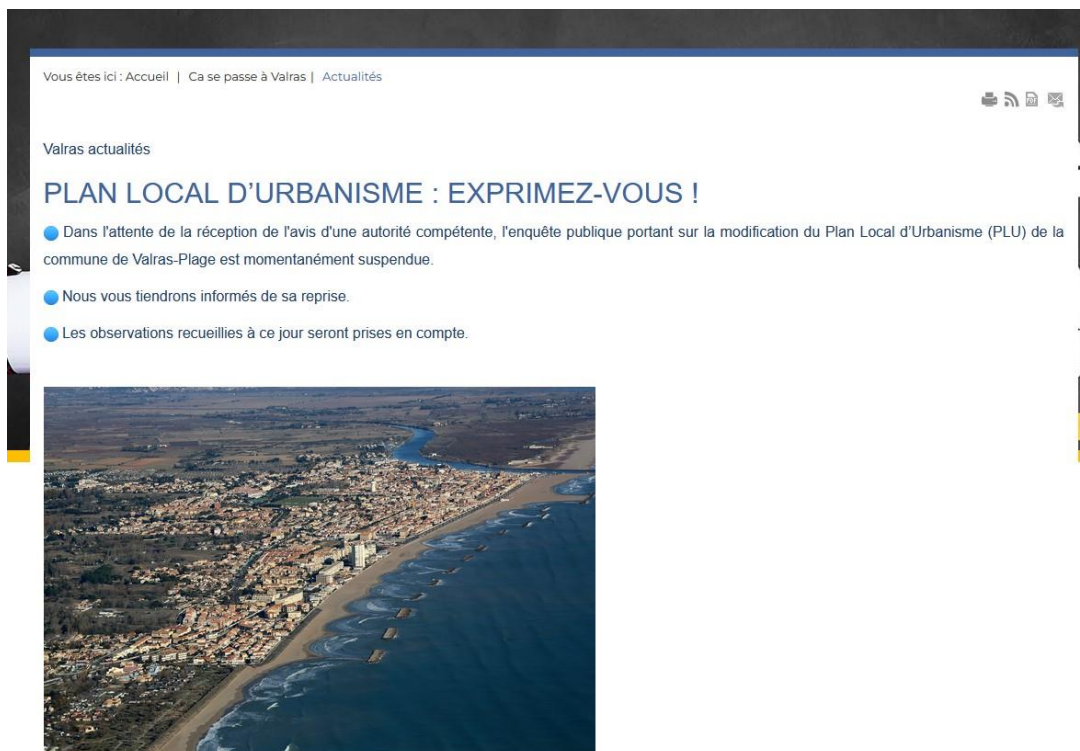 Vous êtes ici : Accueil | Ca se passe à Valras | Actualités
Valras actualités
PLAN LOCAL D’URBANISME : EXPRIMEZ-VOUS !
Dans l'attente de la réception de l'avis d'une autorité compétente, l'enquête publique portant sur la modification du Plan Local d’Urbanisme (PLU) de la
commune de Valras-Plage est momentanément suspendue.
Nous vous tiendrons informés de sa reprise.
Les observations recueillies à ce jour seront prises en compte.